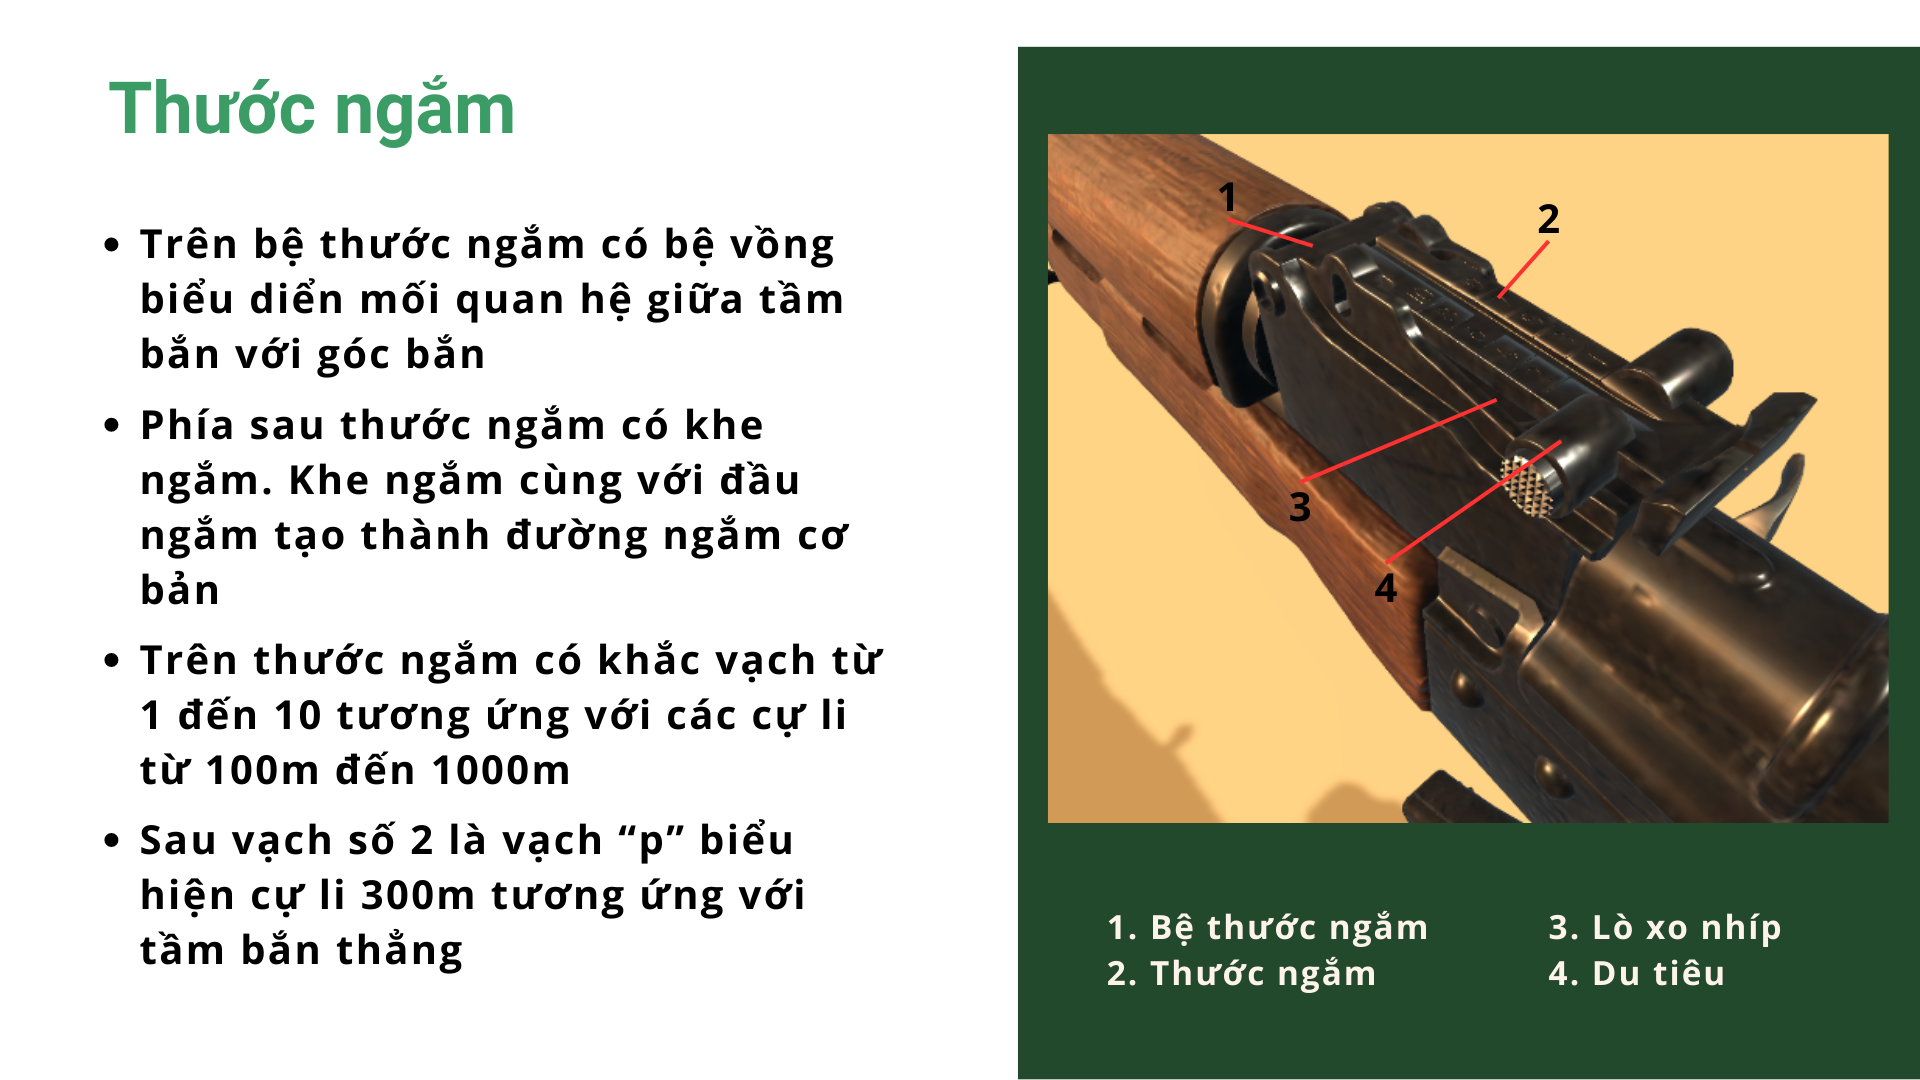 Thước ngắm
Trên bệ thước ngắm có bệ vồng
biểu diển mối quan hệ giữa tầm
bắn với góc bắn
Phía sau thước ngắm có khe
ngắm. Khe ngắm cùng với đầu
ngắm tạo thành đường ngắm cơ
bản
Trên thước ngắm có khắc vạch từ
1 đến 10 tương ứng với các cự li
từ 100m đến 1000m
Sau vạch số 2 là vạch “p” biểu
hiện cự li 300m tương ứng với
tầm bắn thẳng
1
2
3
4
1. Bệ thước ngắm
2. Thước ngắm
3. Lò xo nhíp
4. Du tiêu